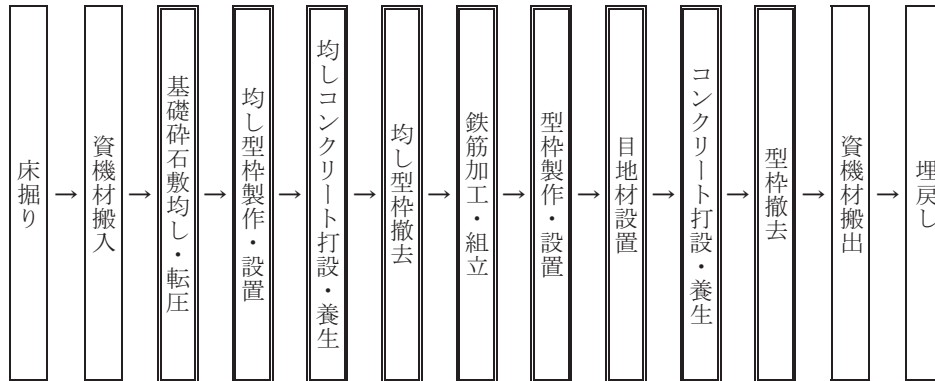 床掘り
→
資機材搬入
→
基礎砕石敷均し・転圧
→
均し型枠製作・設置
→
均しコンクリート打設・養生
→
均し型枠撤去
→
鉄筋加工・組立
→
型枠製作・設置
→
目地材設置
→
コンクリート打設・養生
→
型枠撤去
→
資機材搬出
→
埋戻し